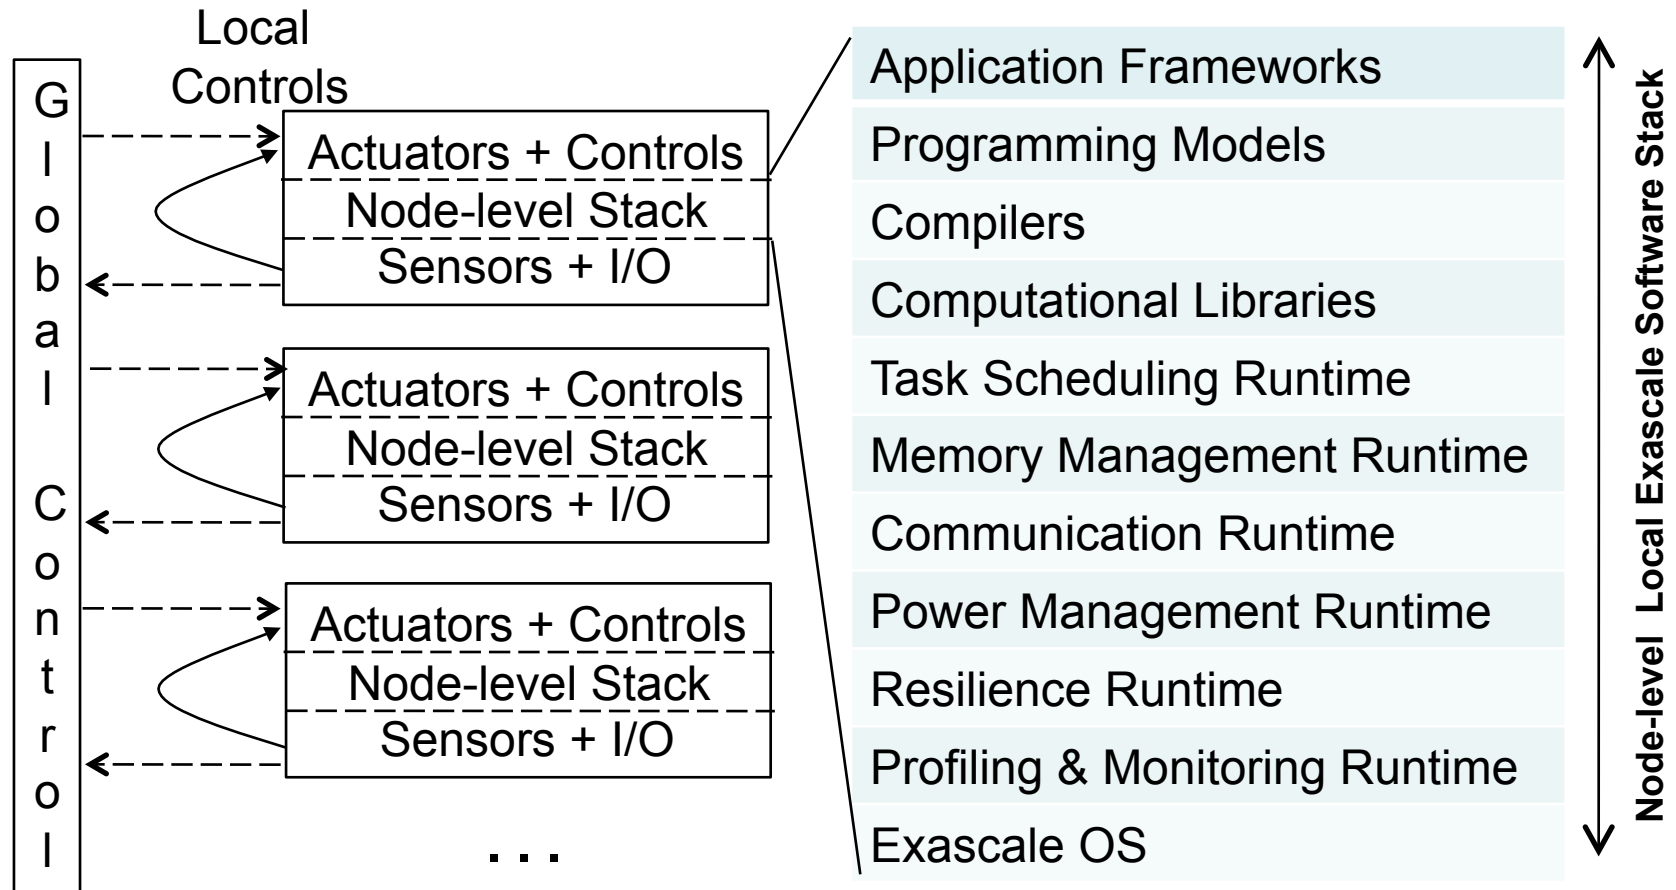 Global Control
Local
Controls
Actuators + Controls
Node-level Stack
Sensors + I/O
Actuators + Controls
Node-level Stack
Sensors + I/O
Actuators + Controls
Node-level Stack
Sensors + I/O
. . .
Application Frameworks
Programming Models
Compilers
Computational Libraries
Task Scheduling Runtime
Memory Management Runtime
Communication Runtime
Power Management Runtime
Resilience Runtime
Profiling & Monitoring Runtime
Exascale OS
Node-level Local Exascale Software Stack